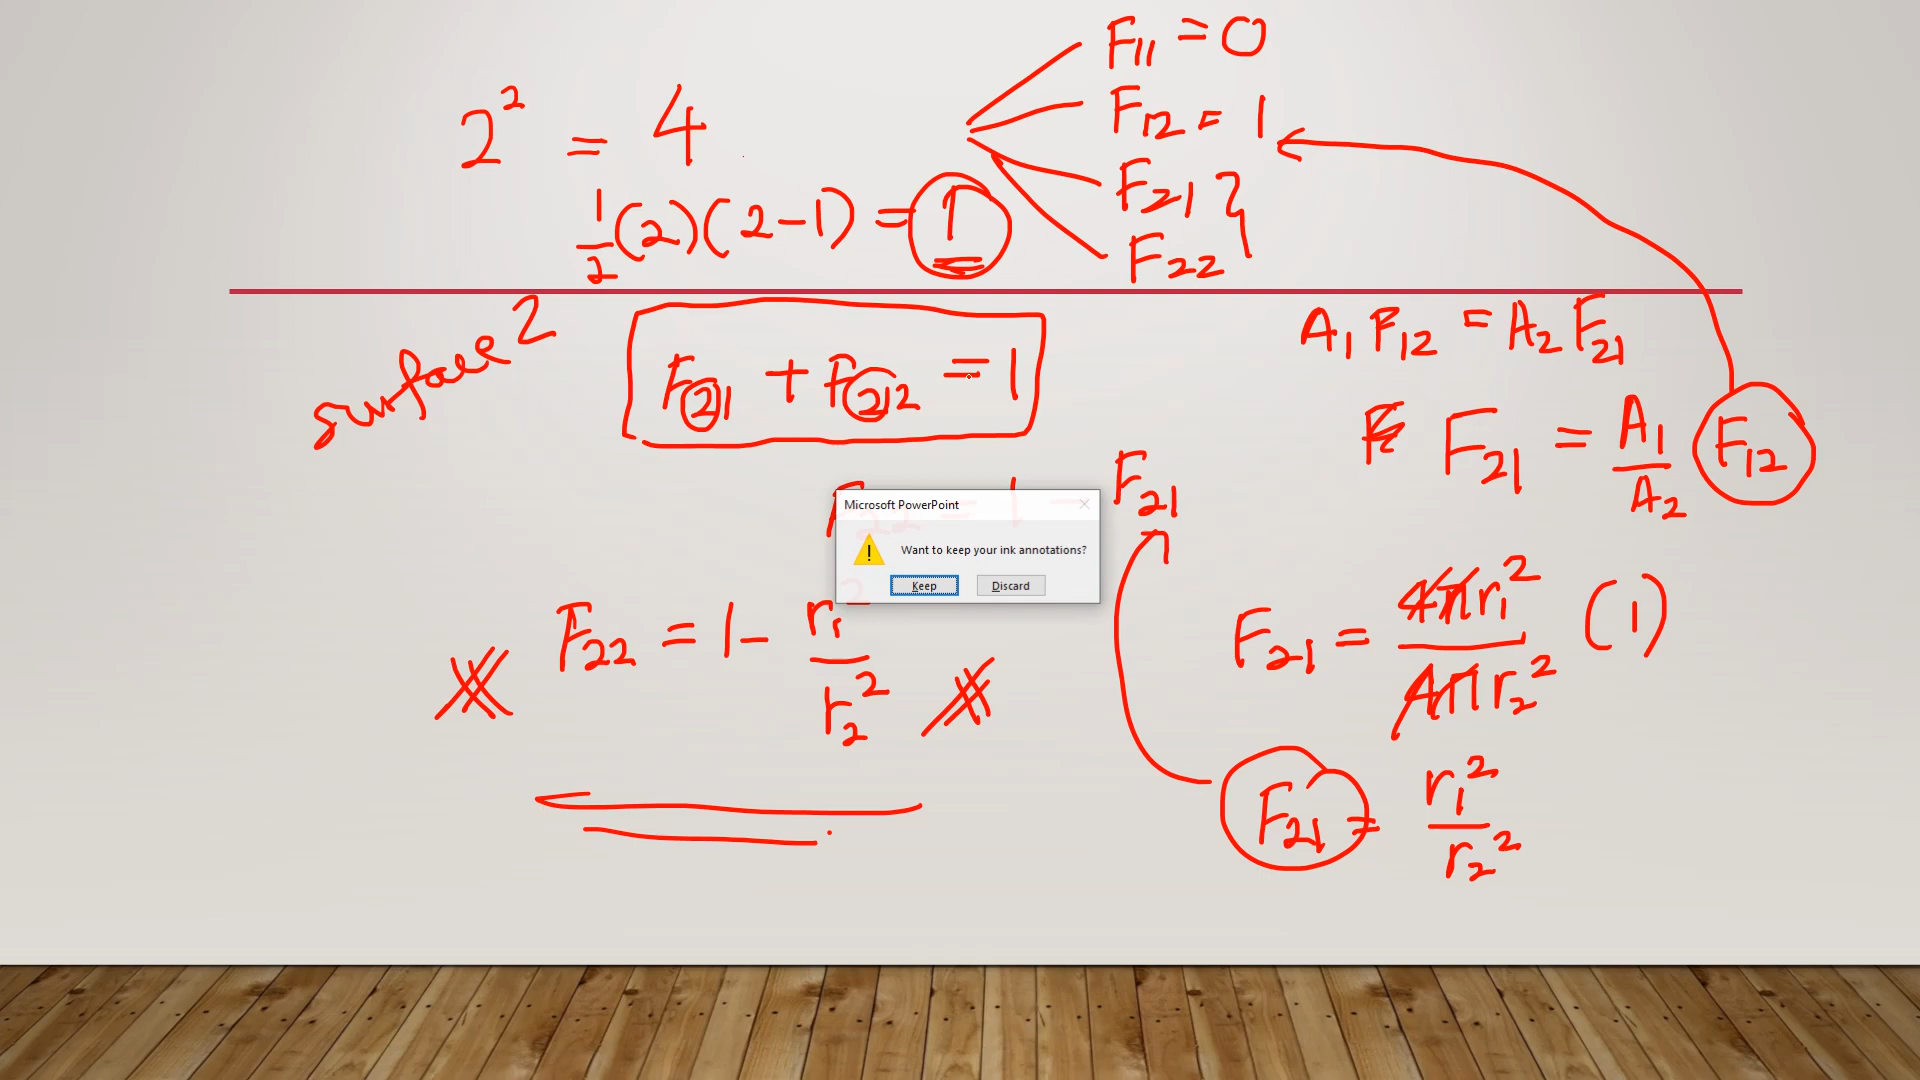 F₁₁ = 0
2² = 4
F₁₂ = 1
F₂₁ }
½(2)(2-1) = 1
F₂₂
surface 2
F₂₁ + F₂₁₂ = 1
A₁ F₁₂ = A₂ F₂₁
F₂₁ = A₁/A₂ F₁₂
= 1 - F₂₁
Microsoft PowerPoint
Want to keep your ink annotations?
Keep Discard
F₂₂ = 1 - r₁²/r₂²
F₂₁ = 4πr₁²/4πr₂² (1)
F₂₁ = r₁²/r₂²